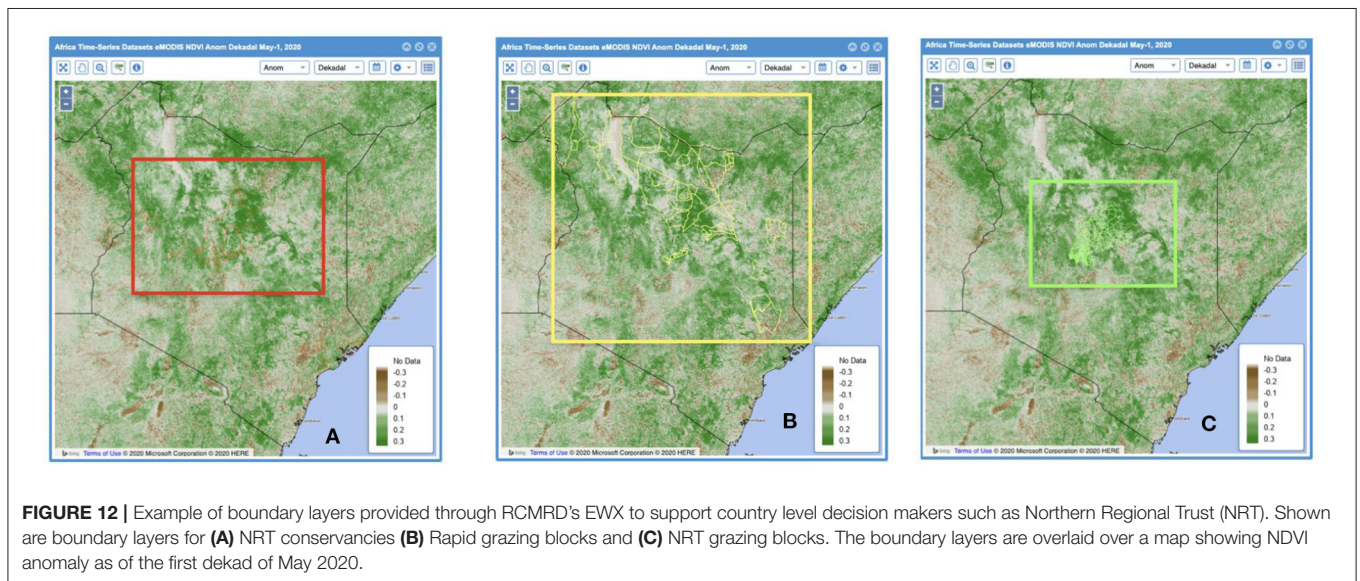 Africa Time-Series Datasets eMODIS NDVI Anom Dekadal May-1, 2020
Anom Dekadal
+
−
No Data
-0.3
-0.2
-0.1
0
0.1
0.2
0.3
A
bing Terms of Use © 2020 Microsoft Corporation © 2020 HERE
Africa Time-Series Datasets eMODIS NDVI Anom Dekadal May-1, 2020
Anom Dekadal
+
−
No Data
-0.3
-0.2
-0.1
0
0.1
0.2
0.3
B
bing Terms of Use © 2020 Microsoft Corporation © 2020 HERE
Africa Time-Series Datasets eMODIS NDVI Anom Dekadal May-1, 2020
Anom Dekadal
+
−
No Data
-0.3
-0.2
-0.1
0
0.1
0.2
0.3
C
bing Terms of Use © 2020 Microsoft Corporation © 2020 HERE
FIGURE 12 | Example of boundary layers provided through RCMRD's EWX to support country level decision makers such as Northern Regional Trust (NRT). Shown
are boundary layers for (A) NRT conservancies (B) Rapid grazing blocks and (C) NRT grazing blocks. The boundary layers are overlaid over a map showing NDVI
anomaly as of the first dekad of May 2020.